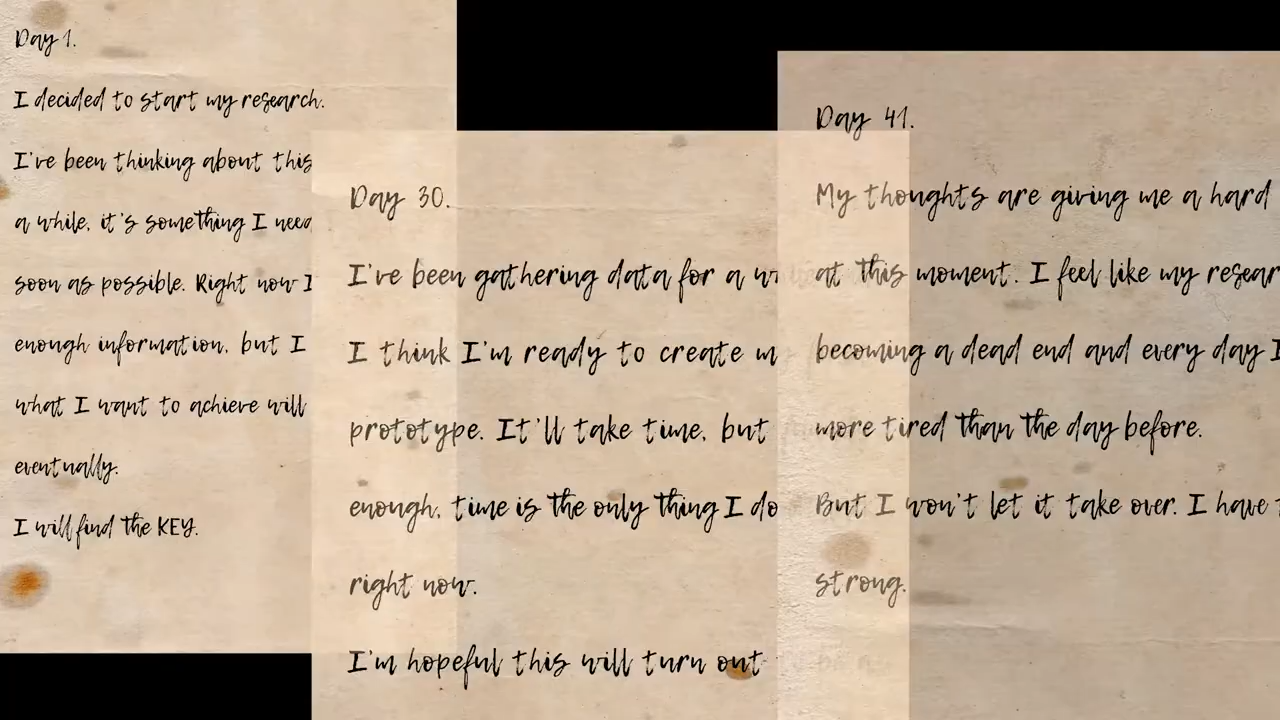 Day 1.
I decided to start my research.
I've been thinking about this
a while, it's something I need
soon as possible. Right now I
enough information, but I
what I want to achieve will
eventually.
I will find the KEY.
Day 30.
I've been gathering data for a
I think I'm ready to create
prototype. It'll take time, but
enough, time is the only thing I do
right now.
I'm hopeful this will turn out
Day 41.
My thoughts are giving me a hard
at this moment. I feel like my
becoming a dead end and every day I
more tired than the day before.
But I won't let it take over. I have
strong.